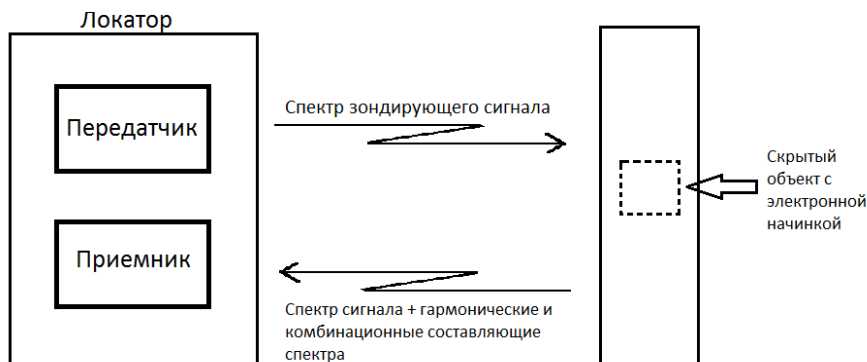 Локатор
Передатчик
Спектр зондирующего сигнала
Скрытый
объект с
электронной
начинкой
Приемник
Спектр сигнала + гармонические и
комбинационные составляющие
спектра